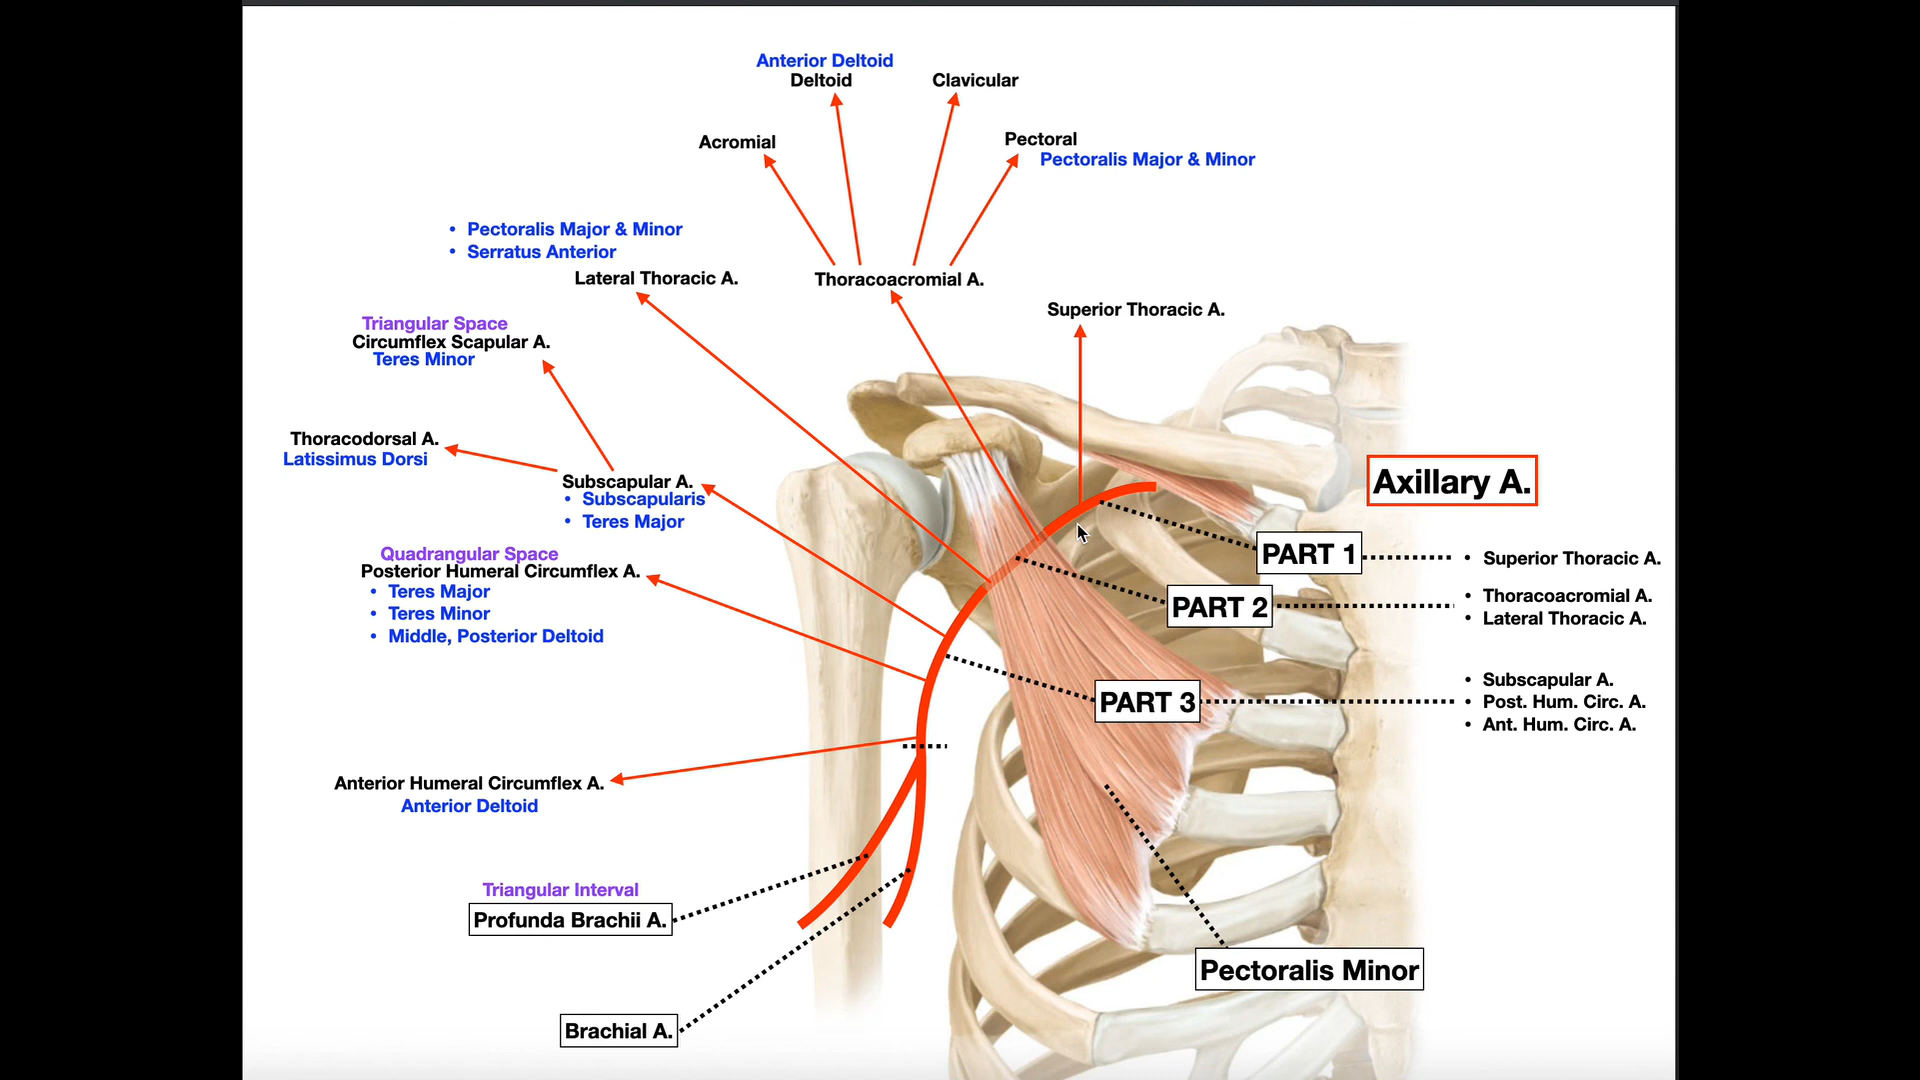 Anterior Deltoid
Deltoid
Clavicular
Acromial
Pectoral
Pectoralis Major & Minor
• Pectoralis Major & Minor
• Serratus Anterior
Lateral Thoracic A.
Thoracoacromial A.
Superior Thoracic A.
Triangular Space
Circumflex Scapular A.
Teres Minor
Thoracodorsal A.
Latissimus Dorsi
Subscapular A.
• Subscapularis
• Teres Major
Axillary A.
Quadrangular Space
Posterior Humeral Circumflex A.
• Teres Major
• Teres Minor
• Middle, Posterior Deltoid
PART 1
• Superior Thoracic A.
PART 2
• Thoracoacromial A.
• Lateral Thoracic A.
PART 3
• Subscapular A.
• Post. Hum. Circ. A.
• Ant. Hum. Circ. A.
Anterior Humeral Circumflex A.
Anterior Deltoid
Triangular Interval
Profunda Brachii A.
Pectoralis Minor
Brachial A.